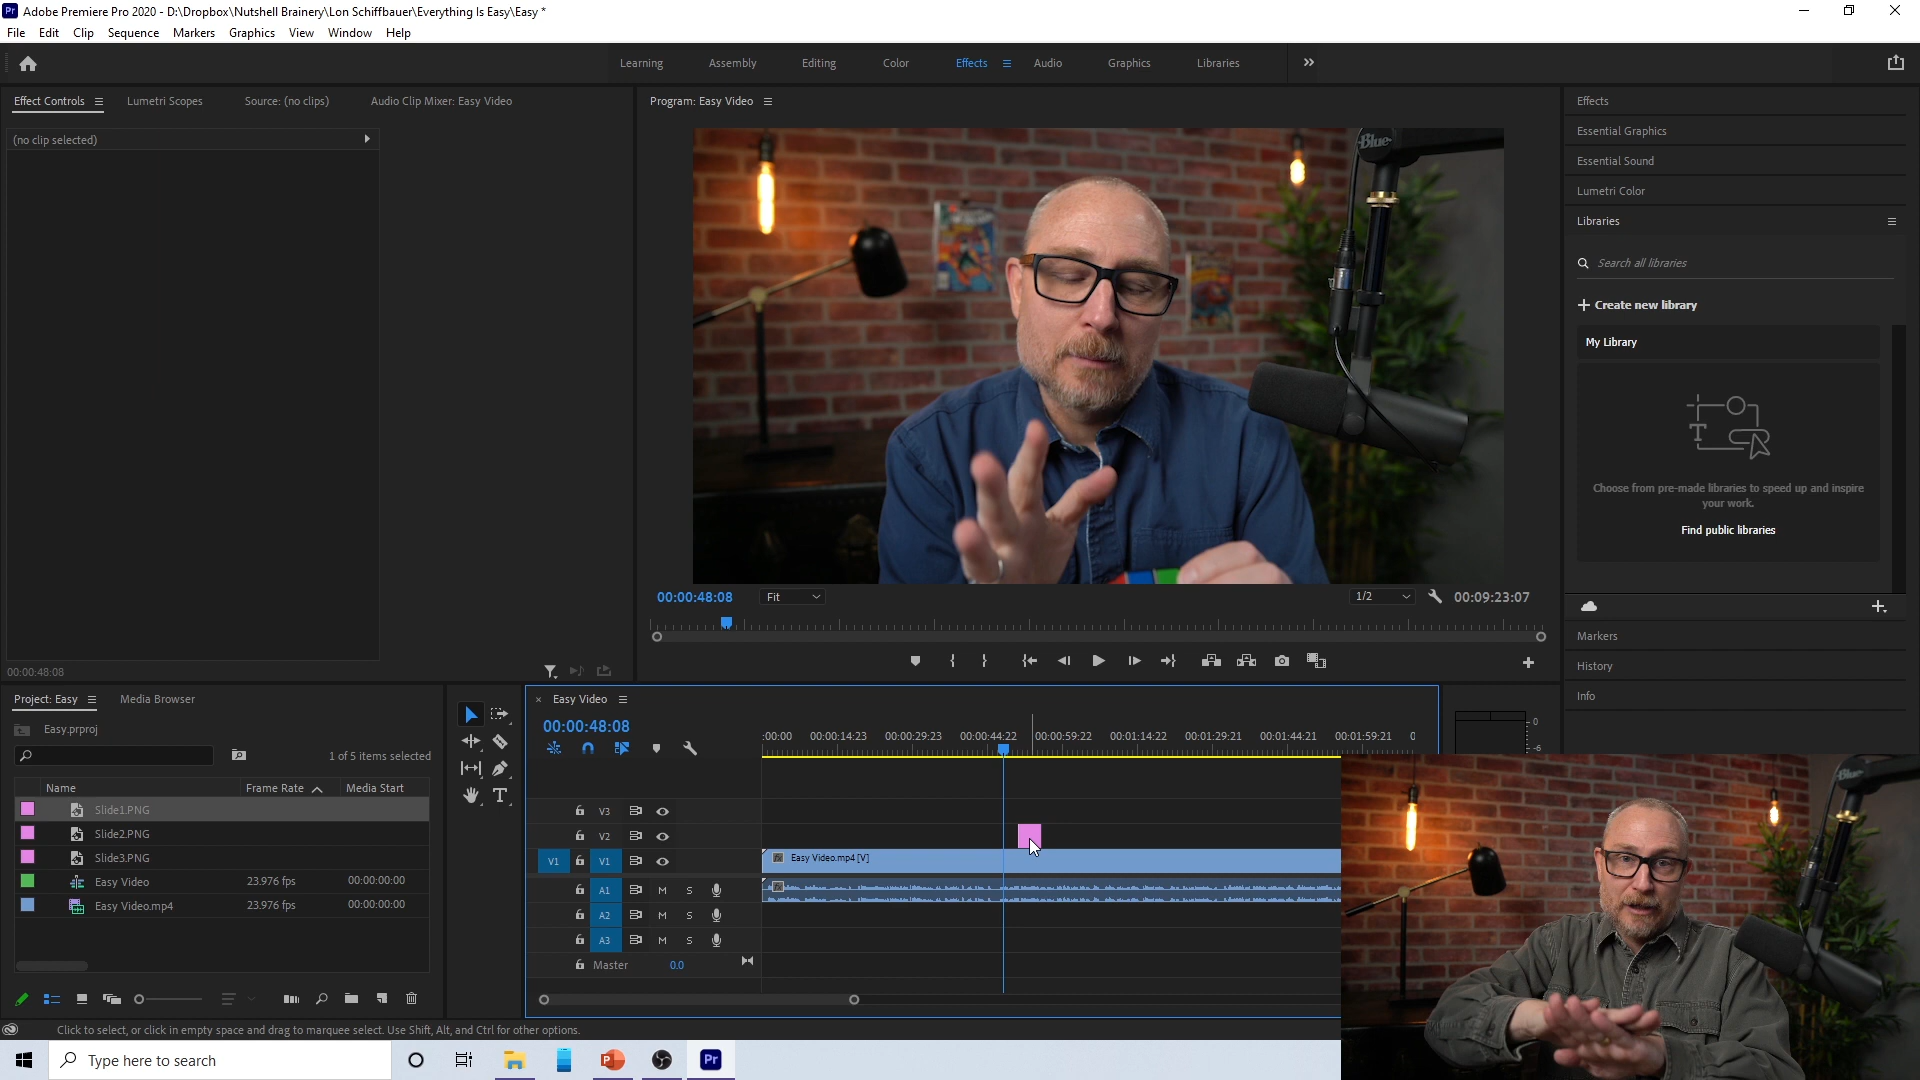 Pr Adobe Premiere Pro 2020 - D:\Dropbox\Nutshell Brainery\Lon Schiffbauer\Everything Is Easy\Easy *
File Edit Clip Sequence Markers Graphics View Window Help
Learning Assembly Editing Color Effects Audio Graphics Libraries
Effect Controls Lumetri Scopes Source: (no clips) Audio Clip Mixer: Easy Video
(no clip selected)
00:00:48:08
Program: Easy Video
Blue
00:00:48:08 Fit 1/2 00:09:23:07
Effects
Essential Graphics
Essential Sound
Lumetri Color
Libraries
Search all libraries
Create new library
My Library
Choose from pre-made libraries to speed up and inspire
your work.
Find public libraries
Markers
History
Info
Project: Easy Media Browser
Easy.prproj
1 of 5 items selected
Name Frame Rate Media Start
Slide1.PNG
Slide2.PNG
Slide3.PNG
Easy Video 23.976 fps 00:00:00:00
Easy Video.mp4 23.976 fps 00:00:00:00
× Easy Video
00:00:48:08
:00:00 00:00:14:23 00:00:29:23 00:00:44:22 00:00:59:22 00:01:14:22 00:01:29:21 00:01:44:21 00:01:59:21 0
V3
V2
V1 V1 Easy Video.mp4 [V]
A1 M S
A2 M S
A3 M S
Master 0.0
0
-6
Blue
Click to select, or click in empty space and drag to marquee select. Use Shift, Alt, and Ctrl for other options.
Type here to search
Pr